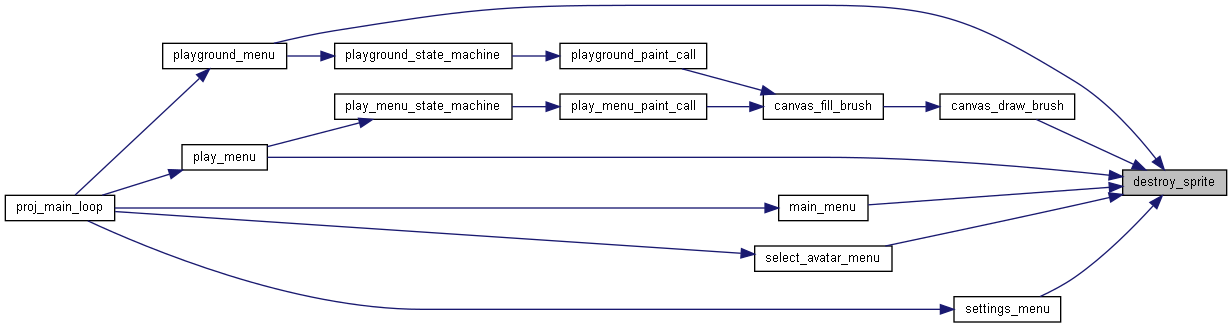 playground_menu
playground_state_machine
playground_paint_call
play_menu_state_machine
play_menu_paint_call
canvas_fill_brush
canvas_draw_brush
play_menu
destroy_sprite
proj_main_loop
main_menu
select_avatar_menu
settings_menu